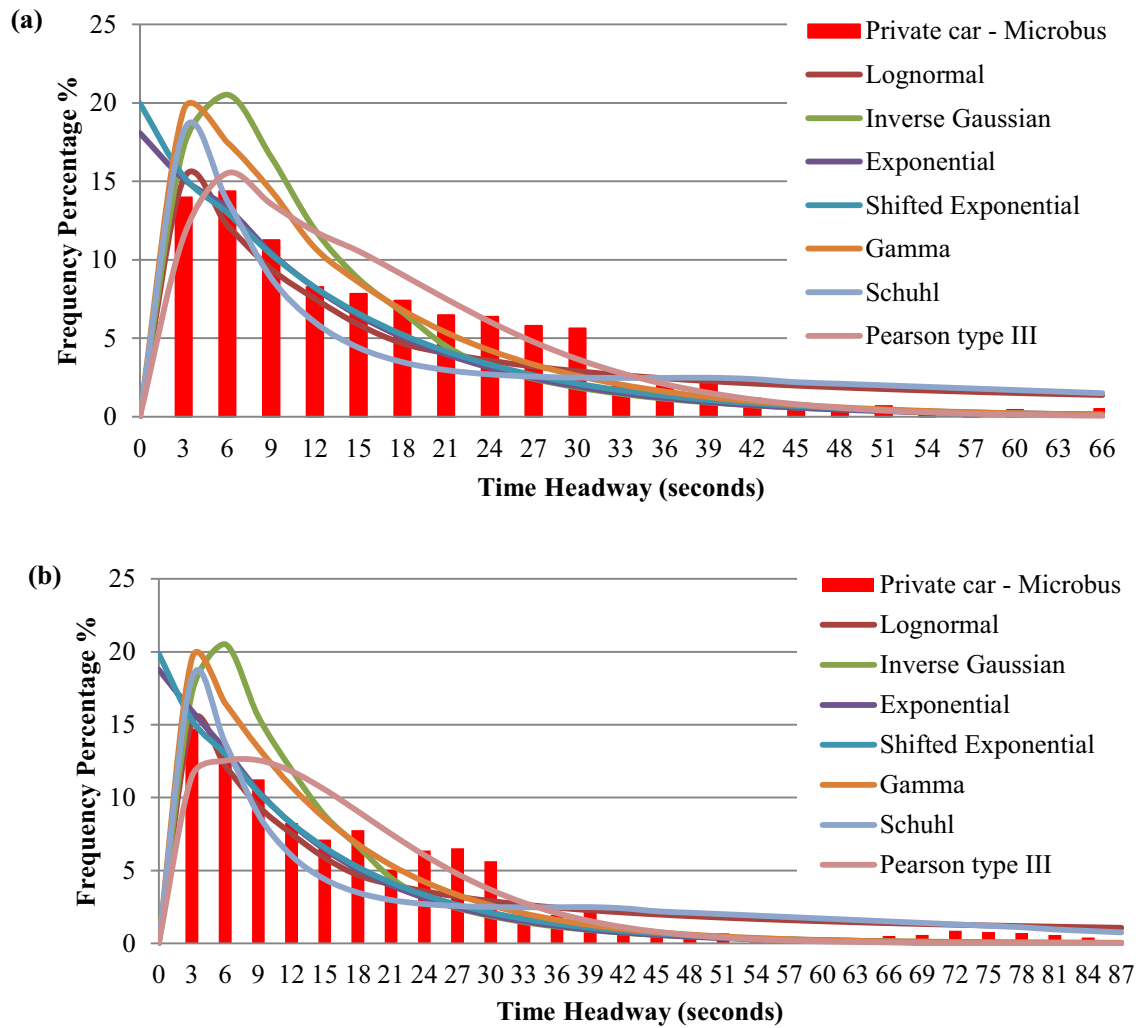 (a)
25
20
15
10
5
0
Frequency Percentage %
Private car - Microbus
Lognormal
Inverse Gaussian
Exponential
Shifted Exponential
Gamma
Schuhl
Pearson type III
0 3 6 9 12 15 18 21 24 27 30 33 36 39 42 45 48 51 54 57 60 63 66
Time Headway (seconds)
(b)
25
20
15
10
5
0
Frequency Percentage %
Private car - Microbus
Lognormal
Inverse Gaussian
Exponential
Shifted Exponential
Gamma
Schuhl
Pearson type III
0 3 6 9 12 15 18 21 24 27 30 33 36 39 42 45 48 51 54 57 60 63 66 69 72 75 78 81 84 87
Time Headway (seconds)